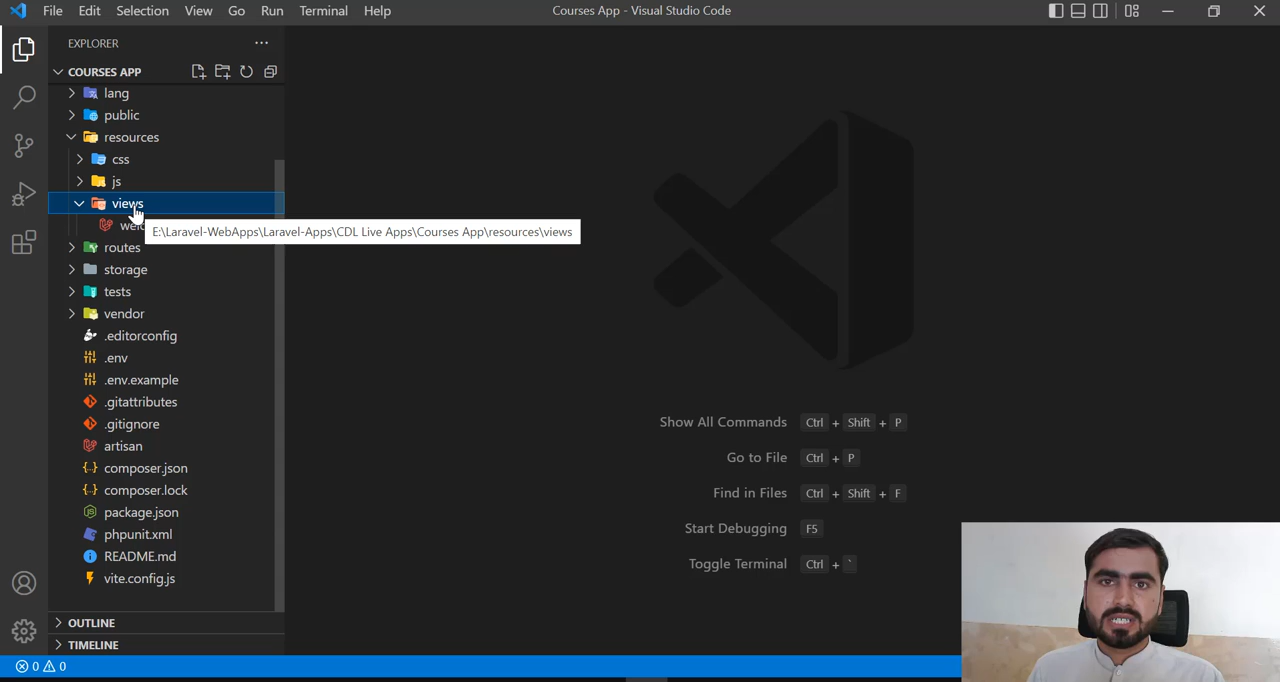 File Edit Selection View Go Run Terminal Help
Courses App - Visual Studio Code
EXPLORER
COURSES APP
lang
public
resources
css
js
views
E:\Laravel-WebApps\Laravel-Apps\CDL Live Apps\Courses App\resources\views
routes
storage
tests
vendor
.editorconfig
.env
.env.example
.gitattributes
.gitignore
artisan
composer.json
composer.lock
package.json
phpunit.xml
README.md
vite.config.js
OUTLINE
TIMELINE
0 0
Show All Commands Ctrl + Shift + P
Go to File Ctrl + P
Find in Files Ctrl + Shift + F
Start Debugging F5
Toggle Terminal Ctrl + `